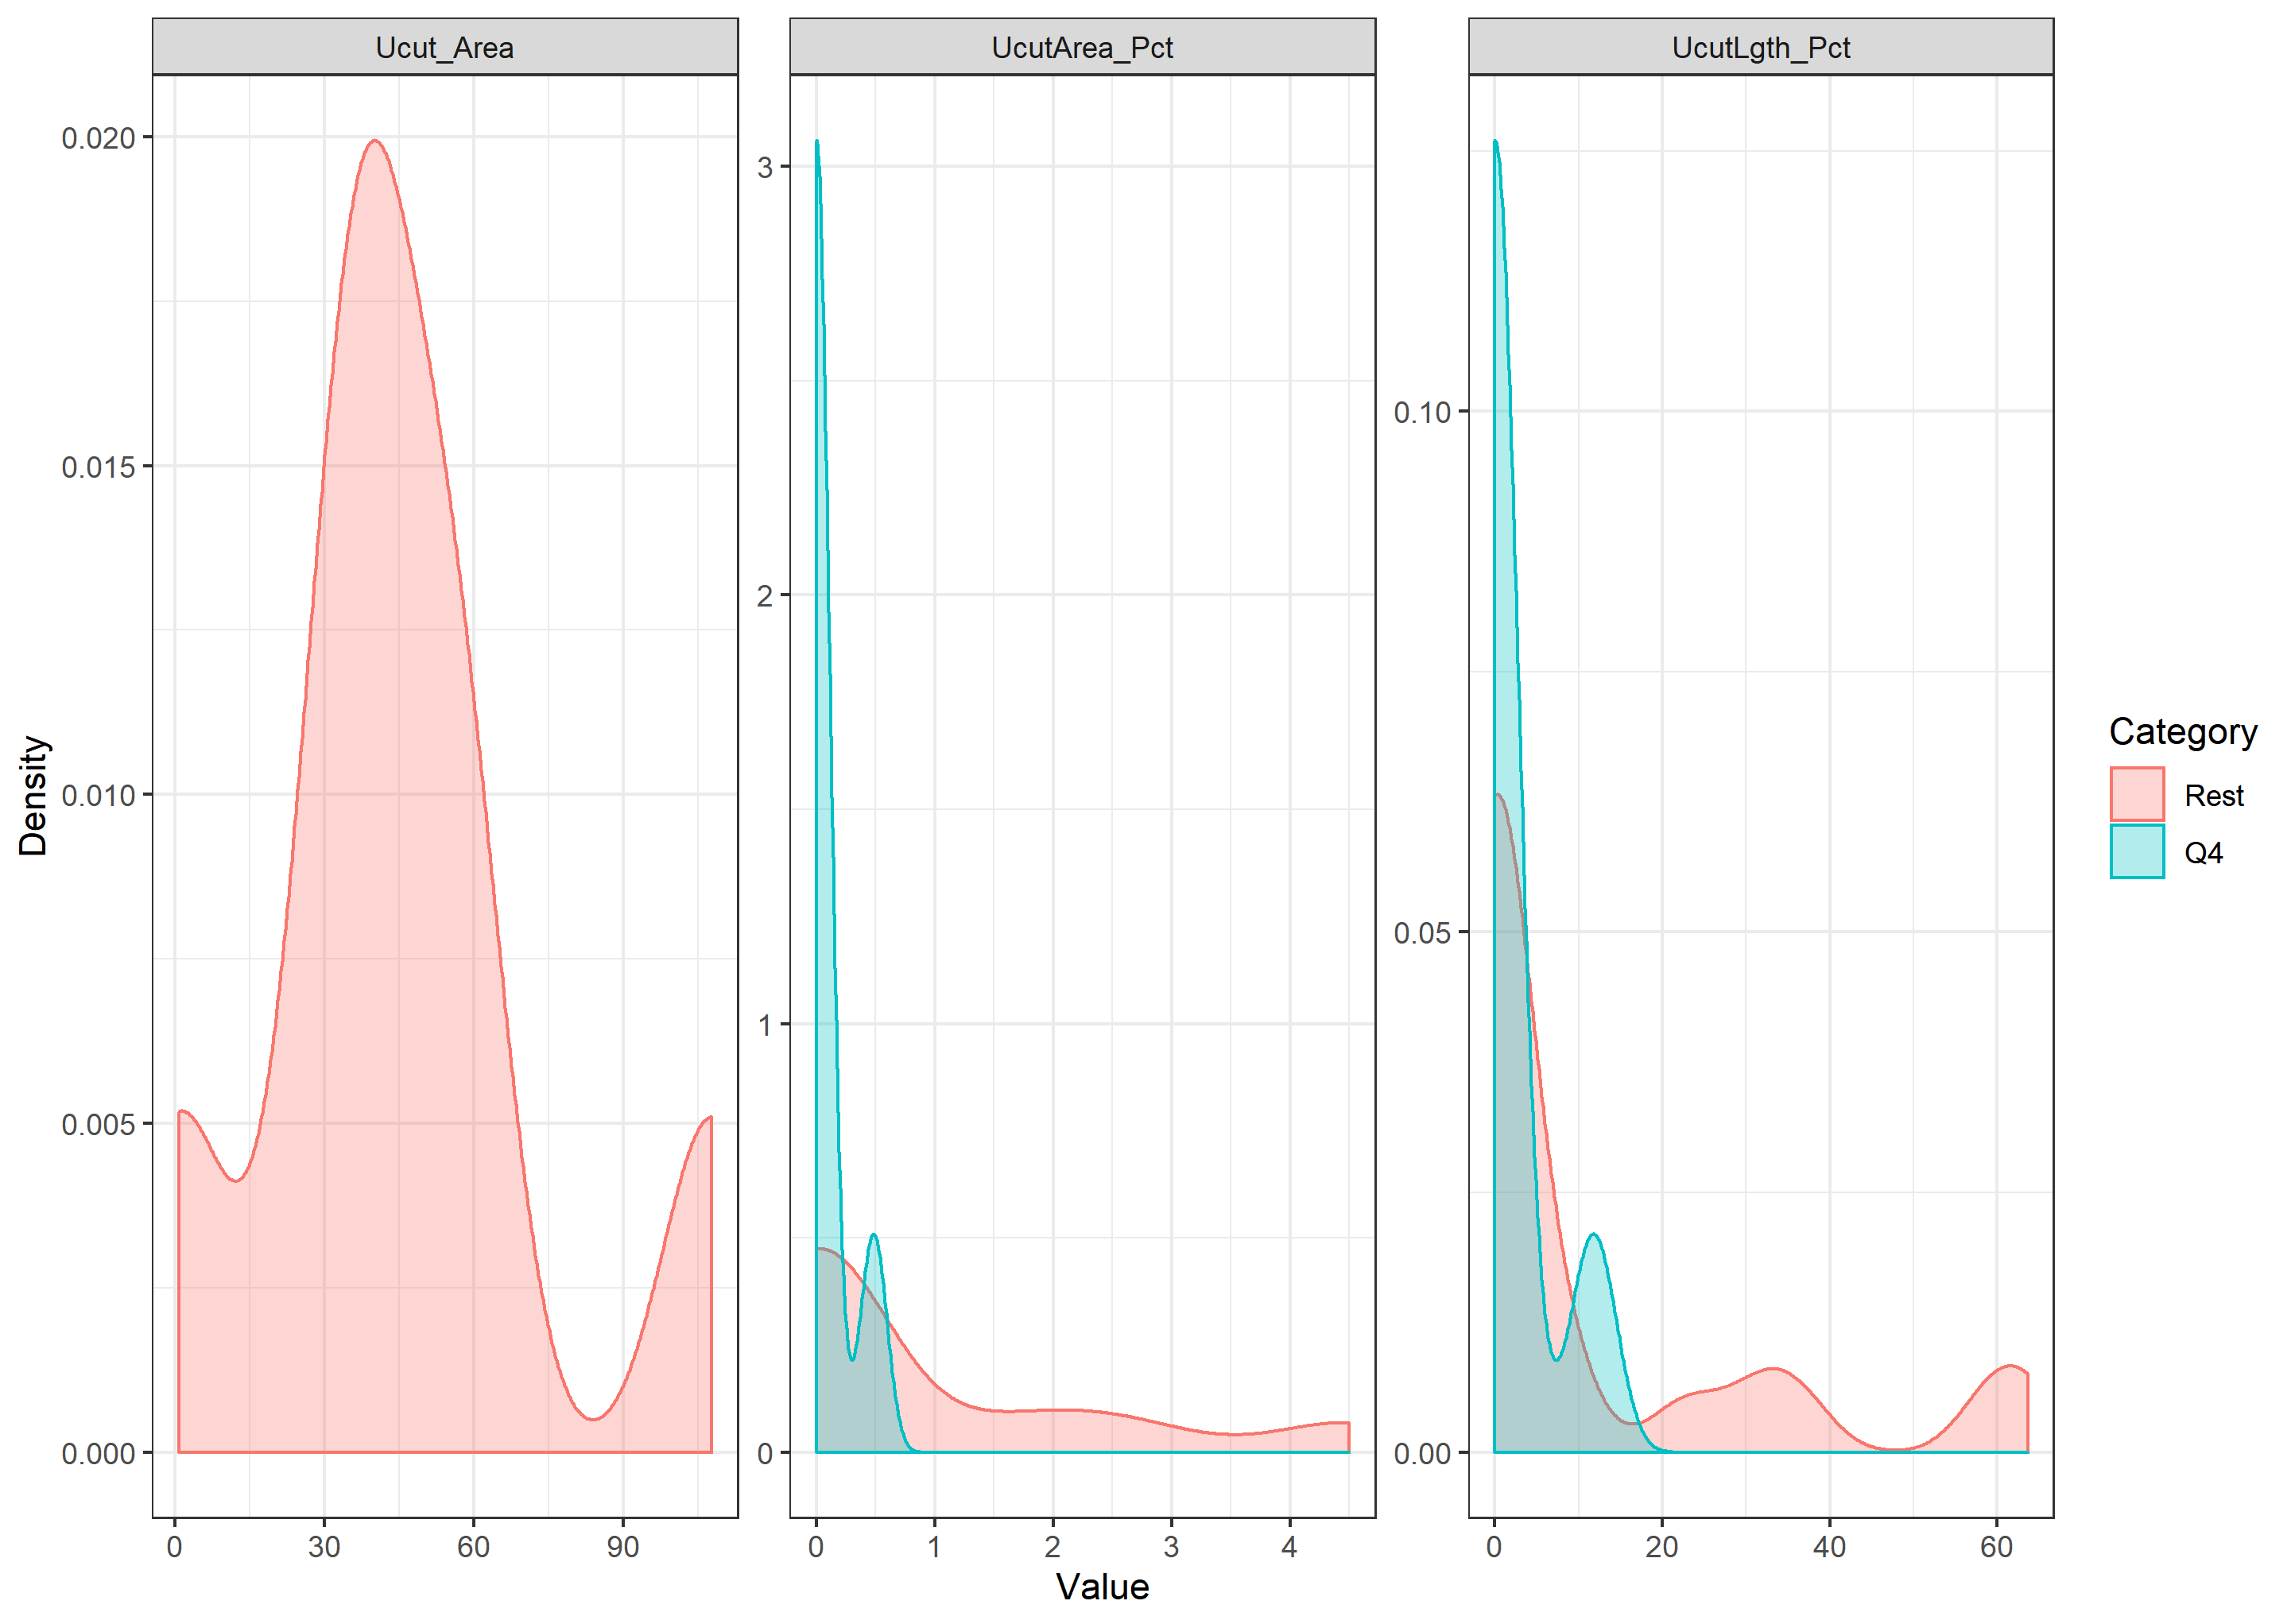 Ucut_Area
UcutArea_Pct
UcutLgth_Pct
Density
0.020
0.015
0.010
0.005
0.000
3
2
1
0
0.10
0.05
0.00
0 30 60 90
0 1 2 3 4
0 20 40 60
Value
Category
Rest
Q4